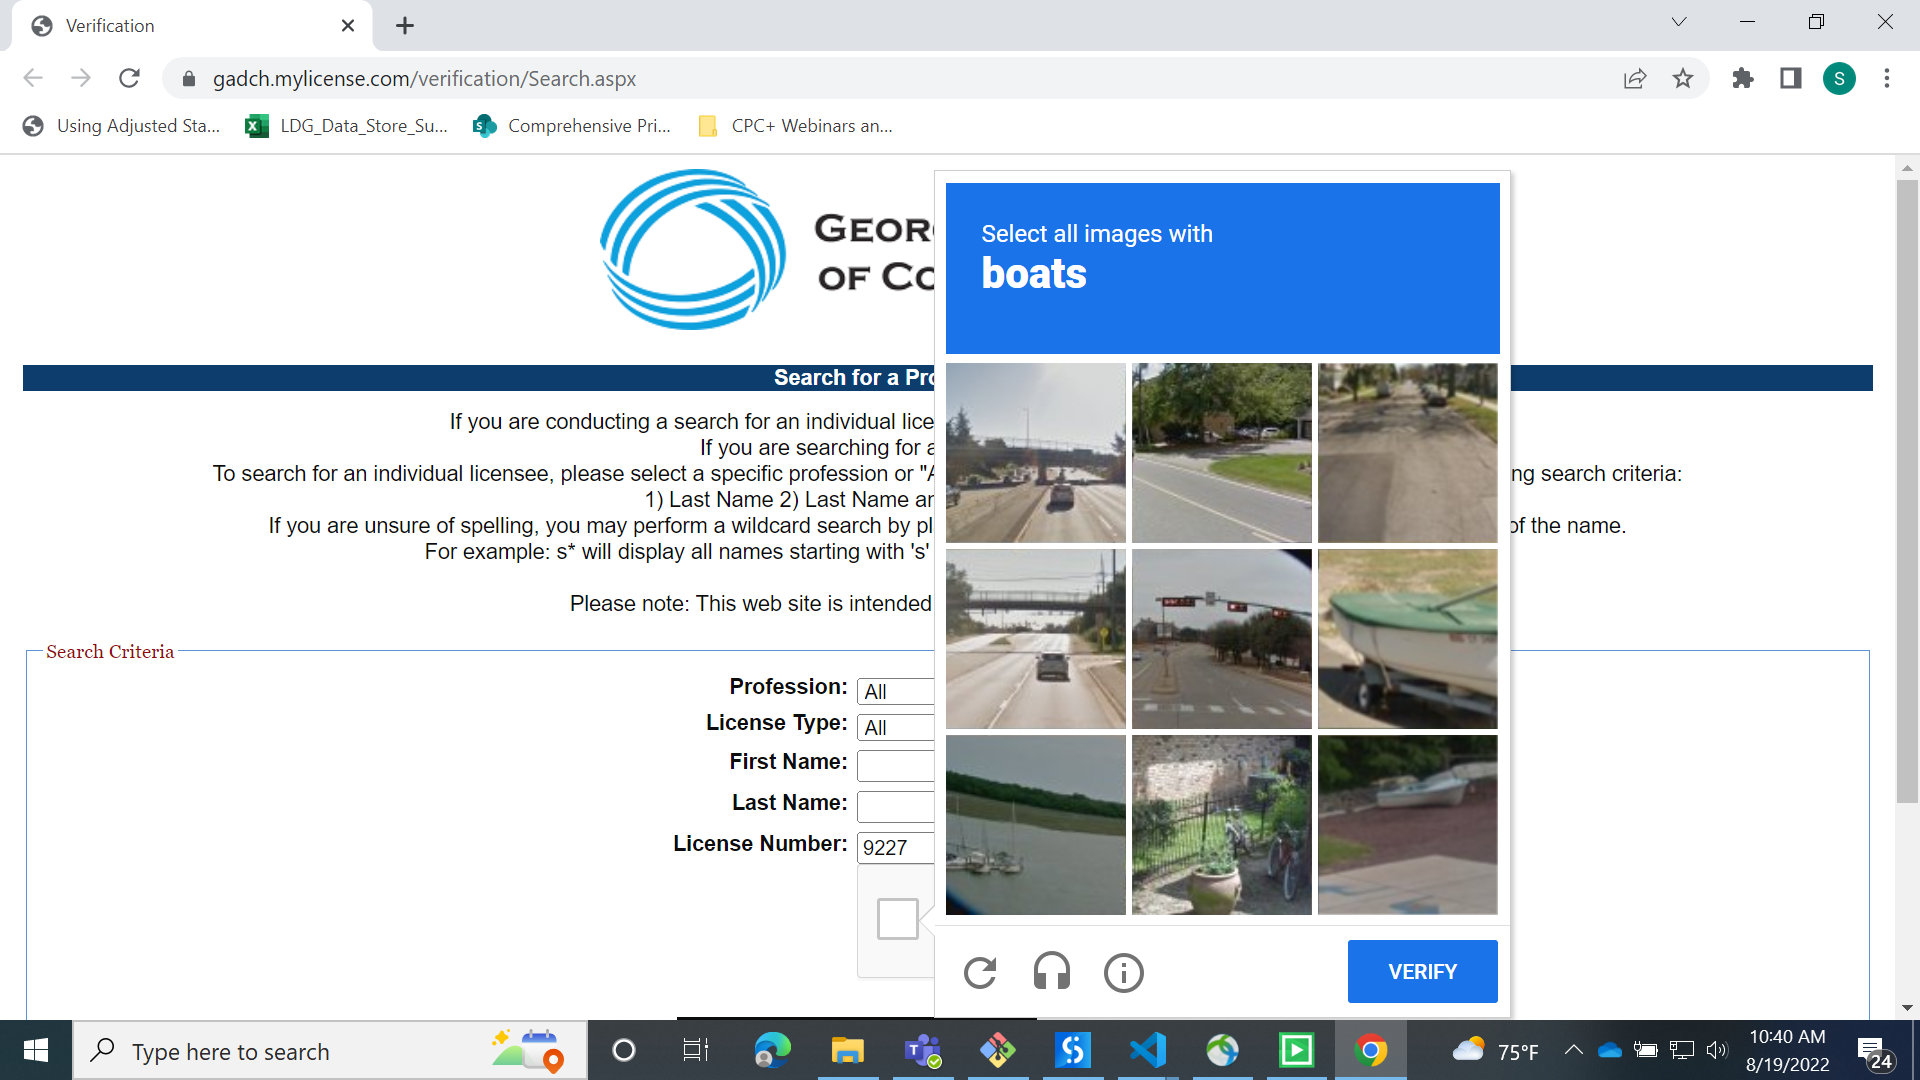 Verification
gadch.mylicense.com/verification/Search.aspx
S
Using Adjusted Sta...
LDG_Data_Store_Su...
Comprehensive Pri...
CPC+ Webinars an...
GEOR
OF CO
Select all images with
boats
Search for a Pro
If you are conducting a search for an individual lice
If you are searching for a
To search for an individual licensee, please select a specific profession or "A
ng search criteria:
1) Last Name 2) Last Name an
If you are unsure of spelling, you may perform a wildcard search by pl
of the name.
For example: s* will display all names starting with 's'
Please note: This web site is intended
Search Criteria
Profession: All
License Type: All
First Name:
Last Name:
License Number: 9227
VERIFY
Type here to search
75°F
10:40 AM
8/19/2022
24